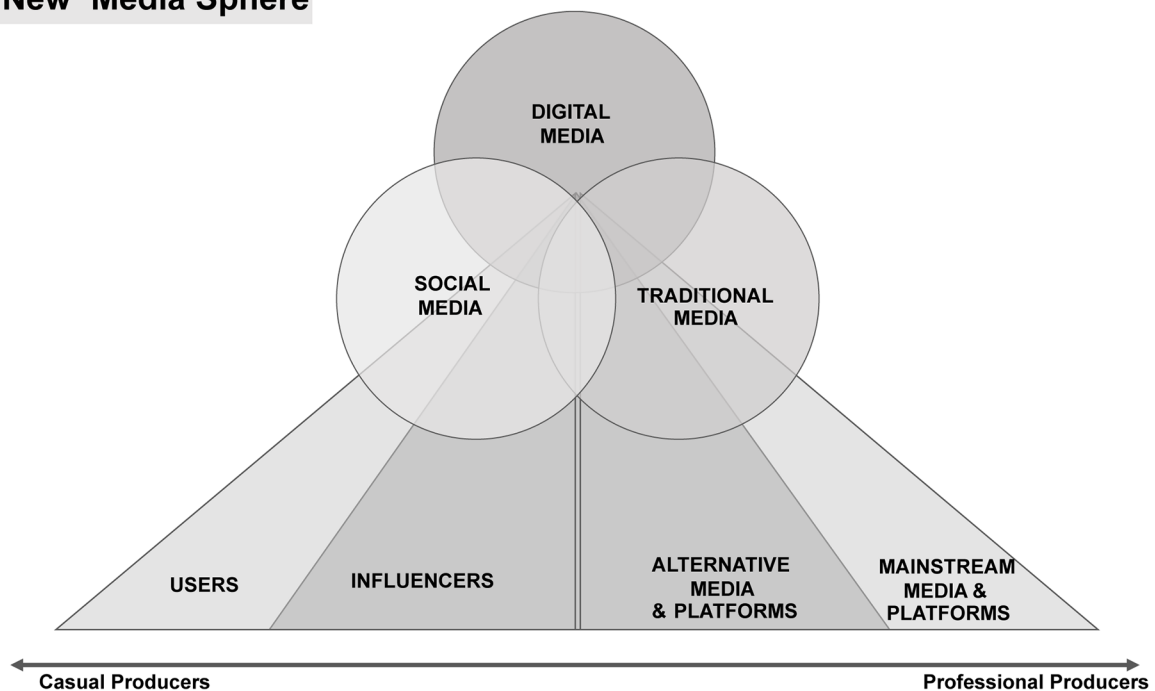 New Media Sphere
DIGITAL
MEDIA
SOCIAL
MEDIA
TRADITIONAL
MEDIA
USERS
INFLUENCERS
ALTERNATIVE
MEDIA
& PLATFORMS
MAINSTREAM
MEDIA &
PLATFORMS
Casual Producers
Professional Producers